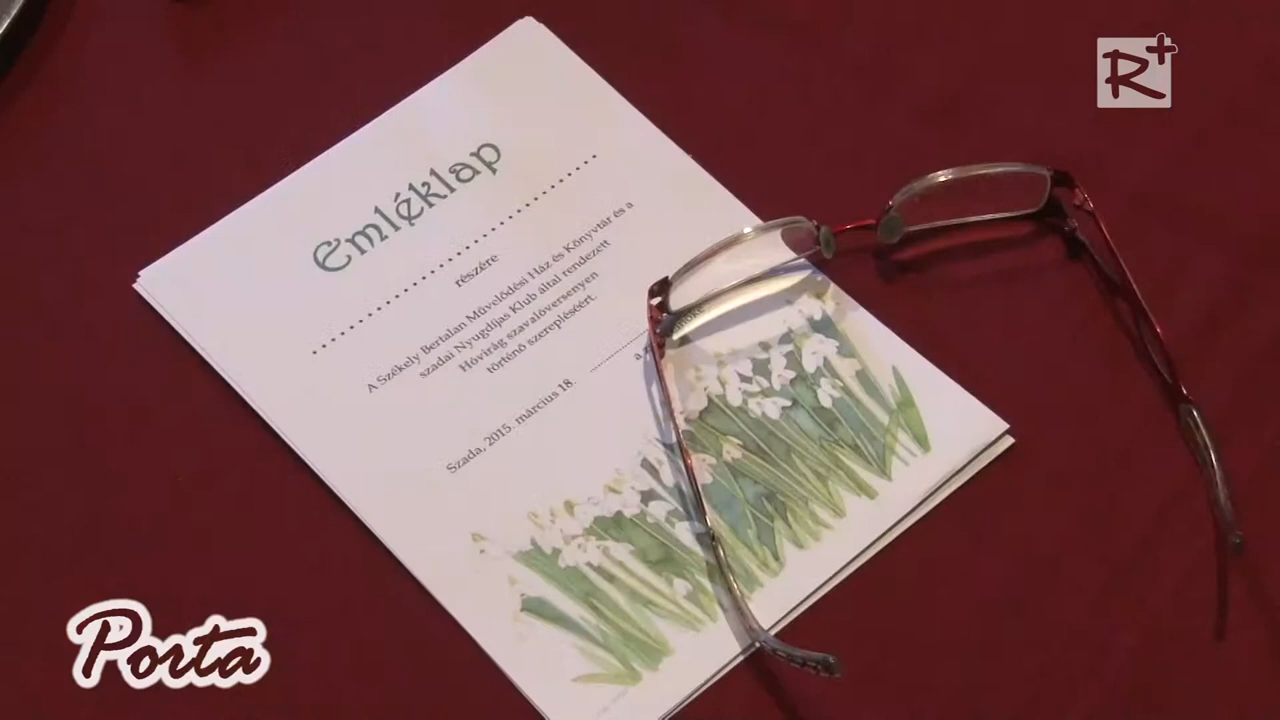 R+
Emléklap
részére
A Székely Bertalan Művelődési Ház és Könyvtár és a
szadai Nyugdíjas Klub által rendezett
Hóvirág szavalóversenyen
történő szerepléséért.
Szada, 2015. március 18.
Porta